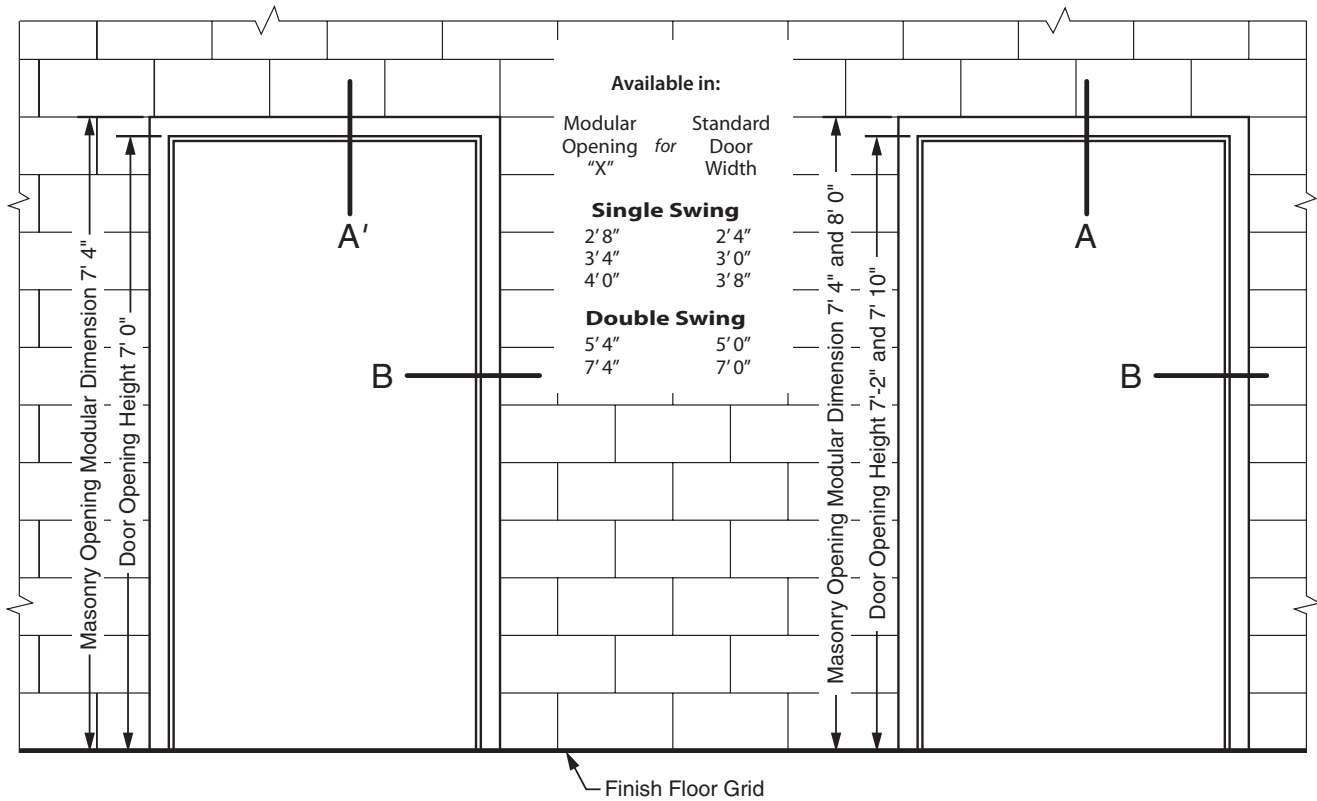 Available in:
Modular Standard
Opening for Door
"X" Width
Single Swing
2' 8" 2' 4"
3' 4" 3' 0"
4' 0" 3' 8"
Double Swing
5' 4" 5' 0"
7' 4" 7' 0"
Masonry Opening Modular Dimension 7' 4"
Door Opening Height 7' 0"
A'
B
Masonry Opening Modular Dimension 7' 4" and 8' 0"
Door Opening Height 7'-2" and 7' 10"
A
B
Finish Floor Grid